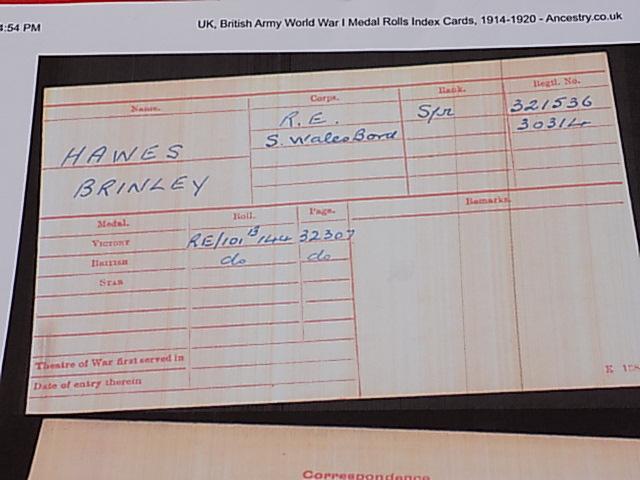 4:54 PM UK, British Army World War I Medal Rolls Index Cards, 1914-1920 - Ancestry.co.uk
Name. Corps. Rank. Regtl. No.
HAWES R.E. Spr 321536
BRINLEY S. Wales Bord 30314
Medal. Roll. Page. Remarks.
VICTORY RE/101 B 144 32307
BRITISH do do
STAR
Theatre of War first served in
Date of entry therein
Correspondence